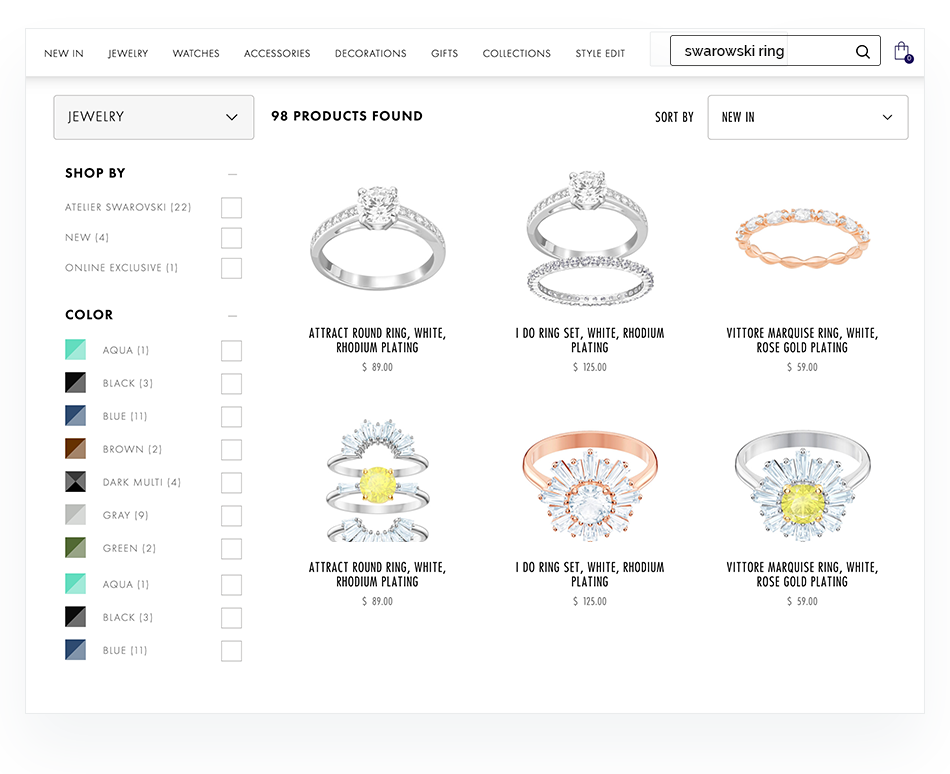 NEW IN JEWELRY WATCHES ACCESSORIES DECORATIONS GIFTS COLLECTIONS STYLE EDIT swarowski ring 0
JEWELRY 98 PRODUCTS FOUND SORT BY NEW IN
SHOP BY
ATELIER SWAROVSKI (22)
NEW (4)
ONLINE EXCLUSIVE (1)
COLOR
AQUA (1)
BLACK (3)
BLUE (11)
BROWN (2)
DARK MULTI (4)
GRAY (9)
GREEN (2)
AQUA (1)
BLACK (3)
BLUE (11)
ATTRACT ROUND RING, WHITE,
RHODIUM PLATING
$ 89.00
I DO RING SET, WHITE, RHODIUM
PLATING
$ 125.00
VITTORE MARQUISE RING, WHITE,
ROSE GOLD PLATING
$ 59.00
ATTRACT ROUND RING, WHITE,
RHODIUM PLATING
$ 89.00
I DO RING SET, WHITE, RHODIUM
PLATING
$ 125.00
VITTORE MARQUISE RING, WHITE,
ROSE GOLD PLATING
$ 59.00